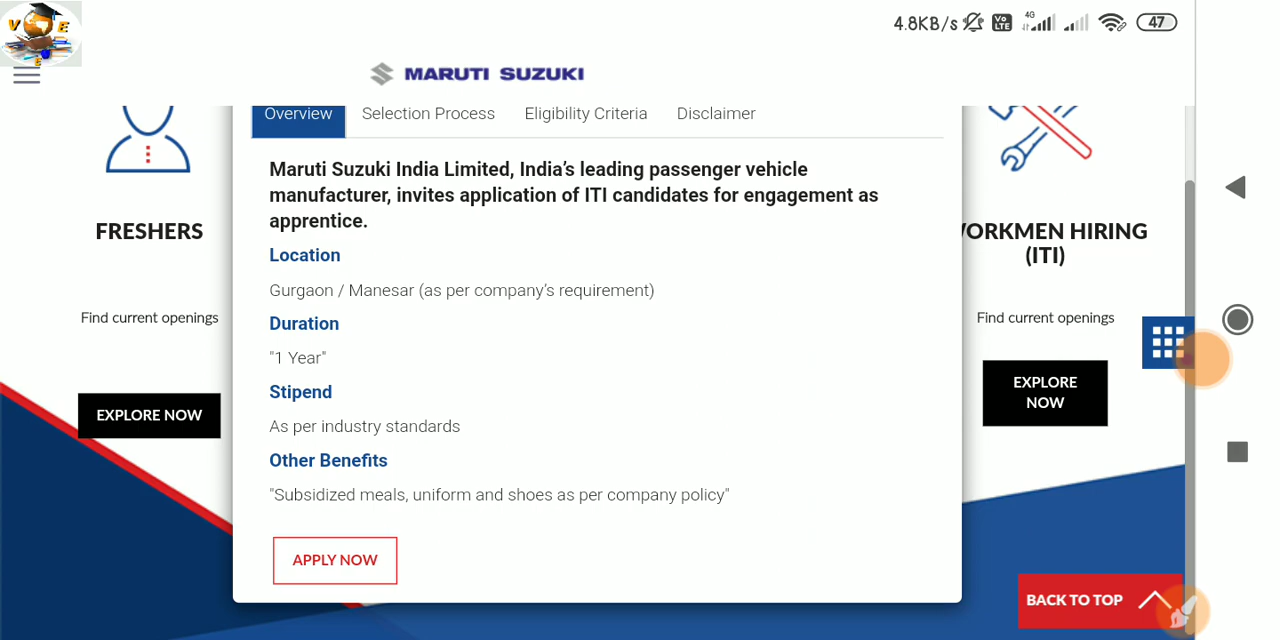 V E
E
4.8KB/s Vo LTE 4G 47
MARUTI SUZUKI
Overview Selection Process Eligibility Criteria Disclaimer
Maruti Suzuki India Limited, India’s leading passenger vehicle
manufacturer, invites application of ITI candidates for engagement as
apprentice.
Location
Gurgaon / Manesar (as per company’s requirement)
Duration
"1 Year"
Stipend
As per industry standards
Other Benefits
"Subsidized meals, uniform and shoes as per company policy"
APPLY NOW
FRESHERS
Find current openings
EXPLORE NOW
WORKMEN HIRING
(ITI)
Find current openings
EXPLORE
NOW
BACK TO TOP